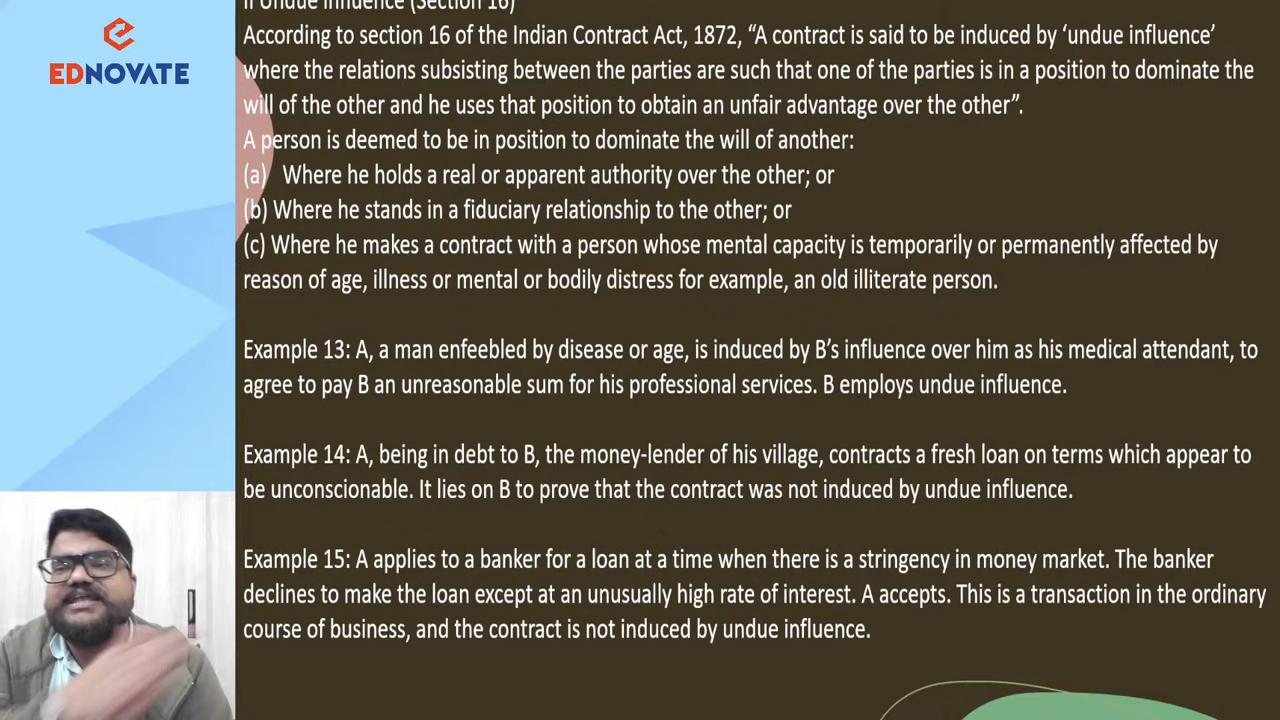 EDNOVATE
II Undue Influence (Section 16)
According to section 16 of the Indian Contract Act, 1872, “A contract is said to be induced by ‘undue influence’
where the relations subsisting between the parties are such that one of the parties is in a position to dominate the
will of the other and he uses that position to obtain an unfair advantage over the other”.
A person is deemed to be in position to dominate the will of another:
(a) Where he holds a real or apparent authority over the other; or
(b) Where he stands in a fiduciary relationship to the other; or
(c) Where he makes a contract with a person whose mental capacity is temporarily or permanently affected by
reason of age, illness or mental or bodily distress for example, an old illiterate person.
Example 13: A, a man enfeebled by disease or age, is induced by B’s influence over him as his medical attendant, to
agree to pay B an unreasonable sum for his professional services. B employs undue influence.
Example 14: A, being in debt to B, the money-lender of his village, contracts a fresh loan on terms which appear to
be unconscionable. It lies on B to prove that the contract was not induced by undue influence.
Example 15: A applies to a banker for a loan at a time when there is a stringency in money market. The banker
declines to make the loan except at an unusually high rate of interest. A accepts. This is a transaction in the ordinary
course of business, and the contract is not induced by undue influence.